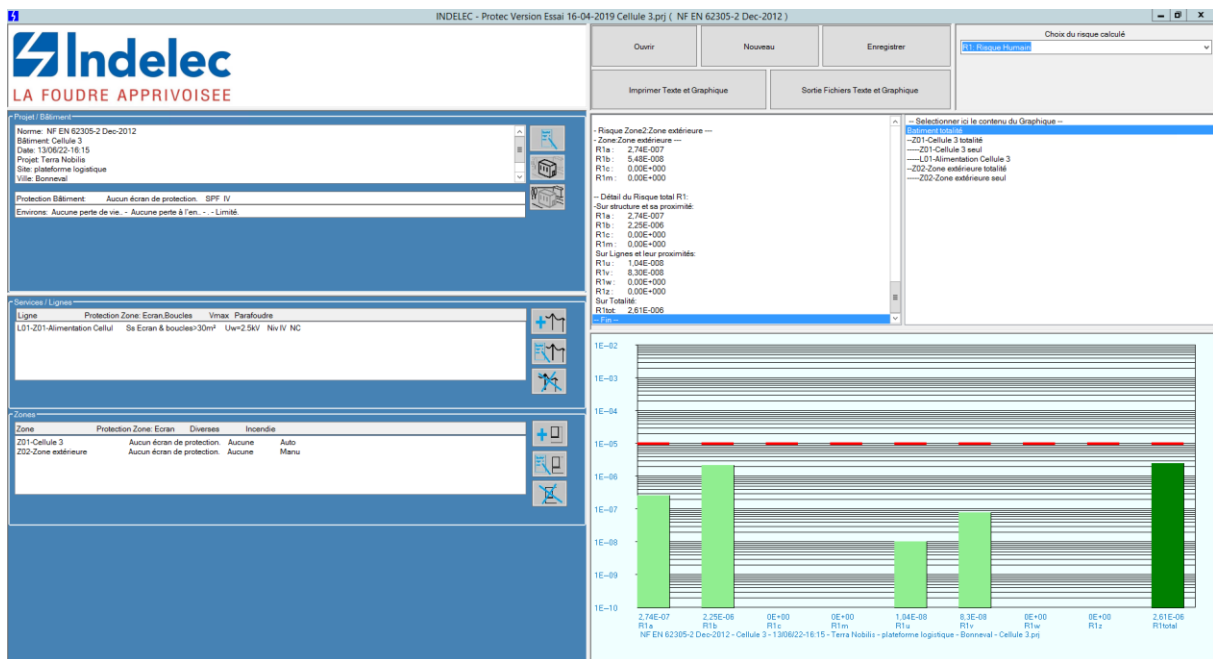 INDELEC - Protec Version Essai 16-04-2019 Cellule 3.prj ( NF EN 62305-2 Dec-2012 )
Indelec
LA FOUDRE APPRIVOISEE
Ouvrir
Nouveau
Enregistrer
Choix du risque calculé
R1: Risque Humain
Imprimer Texte et Graphique
Sortie Fichiers Texte et Graphique
Projet / Bâtiment
Norme: NF EN 62305-2 Dec-2012
Bâtiment: Cellule 3
Date: 13/06/22-16:15
Projet: Terra Nobilis
Site: plateforme logistique
Ville: Bonneval
Protection Bâtiment: Aucun écran de protection. SPF IV
Environs: Aucune perte de vie.. - Aucune perte à l'en.. - . - Limité.
Services / Lignes
Ligne Protection Zone: Ecran,Boucles Vmax Parafoudre
L01-Z01-Alimentation Cellul Sa Ecran & boucles>30m² Uw=2.5kV Niv IV NC
Zones
Zone Protection Zone: Ecran Diverses Incendie
Z01-Cellule 3 Aucun écran de protection. Aucune Auto
Z02-Zone extérieure Aucun écran de protection. Aucune Manu
- Risque Zone2:Zone extérieure ---
- Zone:Zone extérieure ---
R1a : 2,74E-007
R1b : 5,48E-008
R1c : 0,00E+000
R1m : 0,00E+000
-- Détail du Risque total R1:
-Sur structure et sa proximité:
R1a : 2,74E-007
R1b : 2,25E-006
R1c : 0,00E+000
R1m : 0,00E+000
Sur Lignes et leur proximités:
R1u : 1,04E-008
R1v : 8,30E-008
R1w : 0,00E+000
R1z : 0,00E+000
Sur Totalité:
R1tot: 2,61E-006
-- Fin --
-- Selectionner ici le contenu du Graphique --
Batiment totalité
--Z01-Cellule 3 totalité
----Z01-Cellule 3 seul
----L01-Alimentation Cellule 3
--Z02-Zone extérieure totalité
----Z02-Zone extérieure seul
1E-02
1E-03
1E-04
1E-05
1E-06
1E-07
1E-08
1E-09
1E-10
2,74E-07 2,25E-06 0E+00 0E+00 1,04E-08 8,3E-08 0E+00 0E+00 2,61E-06
R1a R1b R1c R1m R1u R1v R1w R1z R1total
NF EN 62305-2 Dec-2012 - Cellule 3 - 13/06/22-16:15 - Terra Nobilis - plateforme logistique - Bonneval - Cellule 3.prj